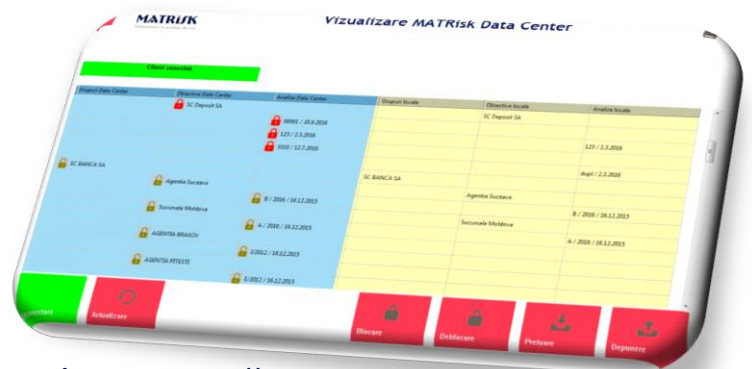 MATRISK
Vizualizare MATRisk Data Center
Client conectat.
Grupuri Data Center Obiective Data Center Analize Data Center Grupuri locale Obiective locale Analize locale
SC Deposit SA SC Deposit SA
/ 20.6.2016
123 / 2.3.2016 123 / 2.3.2016
/ 12.7.2016
dupl / 2.3.2016
SC BANCA SA SC BANCA SA
Agentia Suceava Agentia Suceava
B / 2016 / 16.12.2015 B / 2016 / 16.12.2015
Sucursala Moldova Sucursala Moldova
A / 2016 / 16.12.2015 A / 2016 / 16.12.2015
AGENTIA BRASOV
/2012 / 16.12.2015
AGENTIA PITESTI
/2012 / 16.12.2015
Actualizare Blocare Deblocare Preluare Depunere